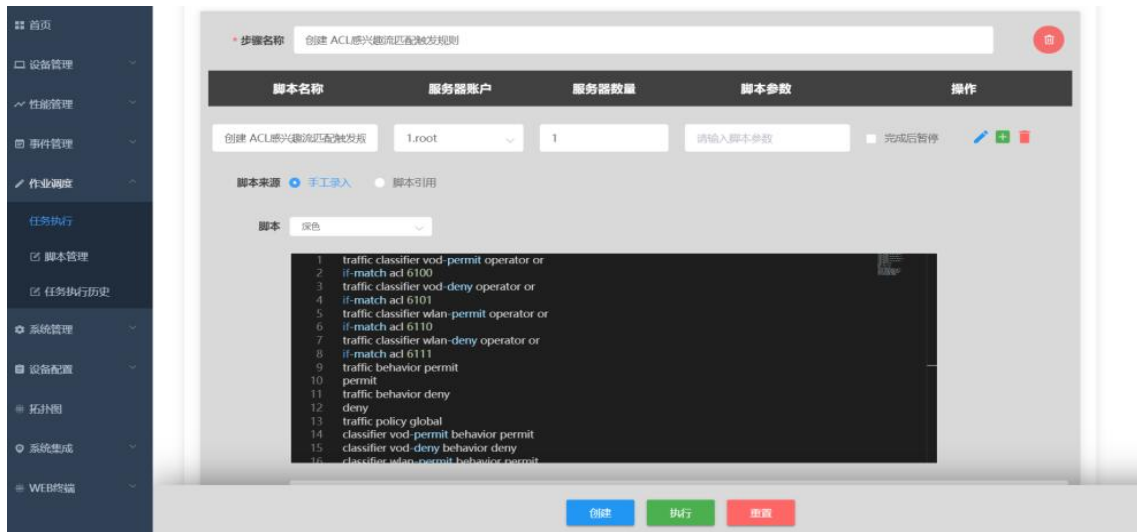 首页
设备管理
性能管理
事件管理
作业调度
任务执行
脚本管理
任务执行历史
系统管理
设备配置
拓扑图
系统集成
WEB终端
* 步骤名称 创建 ACL感兴趣流匹配触发规则
脚本名称 服务器账户 服务器数量 脚本参数 操作
创建 ACL感兴趣流匹配触发规 1.root 1 请输入脚本参数 完成后暂停
脚本来源 手工录入 脚本引用
脚本 深色
1 traffic classifier vod-permit operator or
2 if-match acl 6100
3 traffic classifier vod-deny operator or
4 if-match acl 6101
5 traffic classifier wlan-permit operator or
6 if-match acl 6110
7 traffic classifier wlan-deny operator or
8 if-match acl 6111
9 traffic behavior permit
10 permit
11 traffic behavior deny
12 deny
13 traffic policy global
14 classifier vod-permit behavior permit
15 classifier vod-deny behavior deny
16 classifier wlan-permit behavior permit
创建 执行 重置